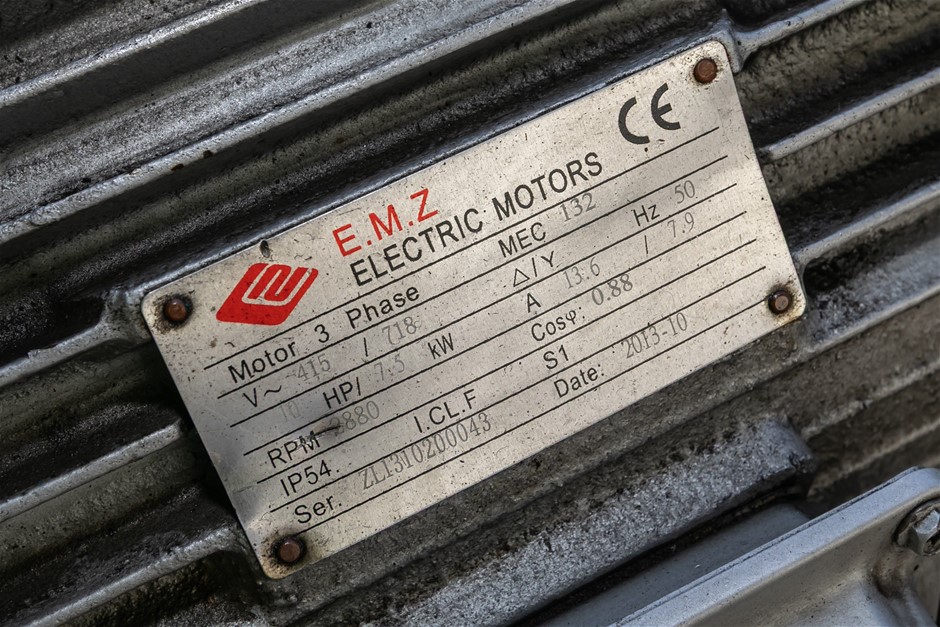 CE
E.M.Z
ELECTRIC MOTORS
Motor 3 Phase MEC 132
V~ 415 / 718 △/Y Hz 50
10 HP/ 7.5 kW A 13.6 / 7.9
RPM 2880 Cosφ: 0.88
IP54. I.CL.F S1
Ser. ZL1310200043 Date: 2013-10